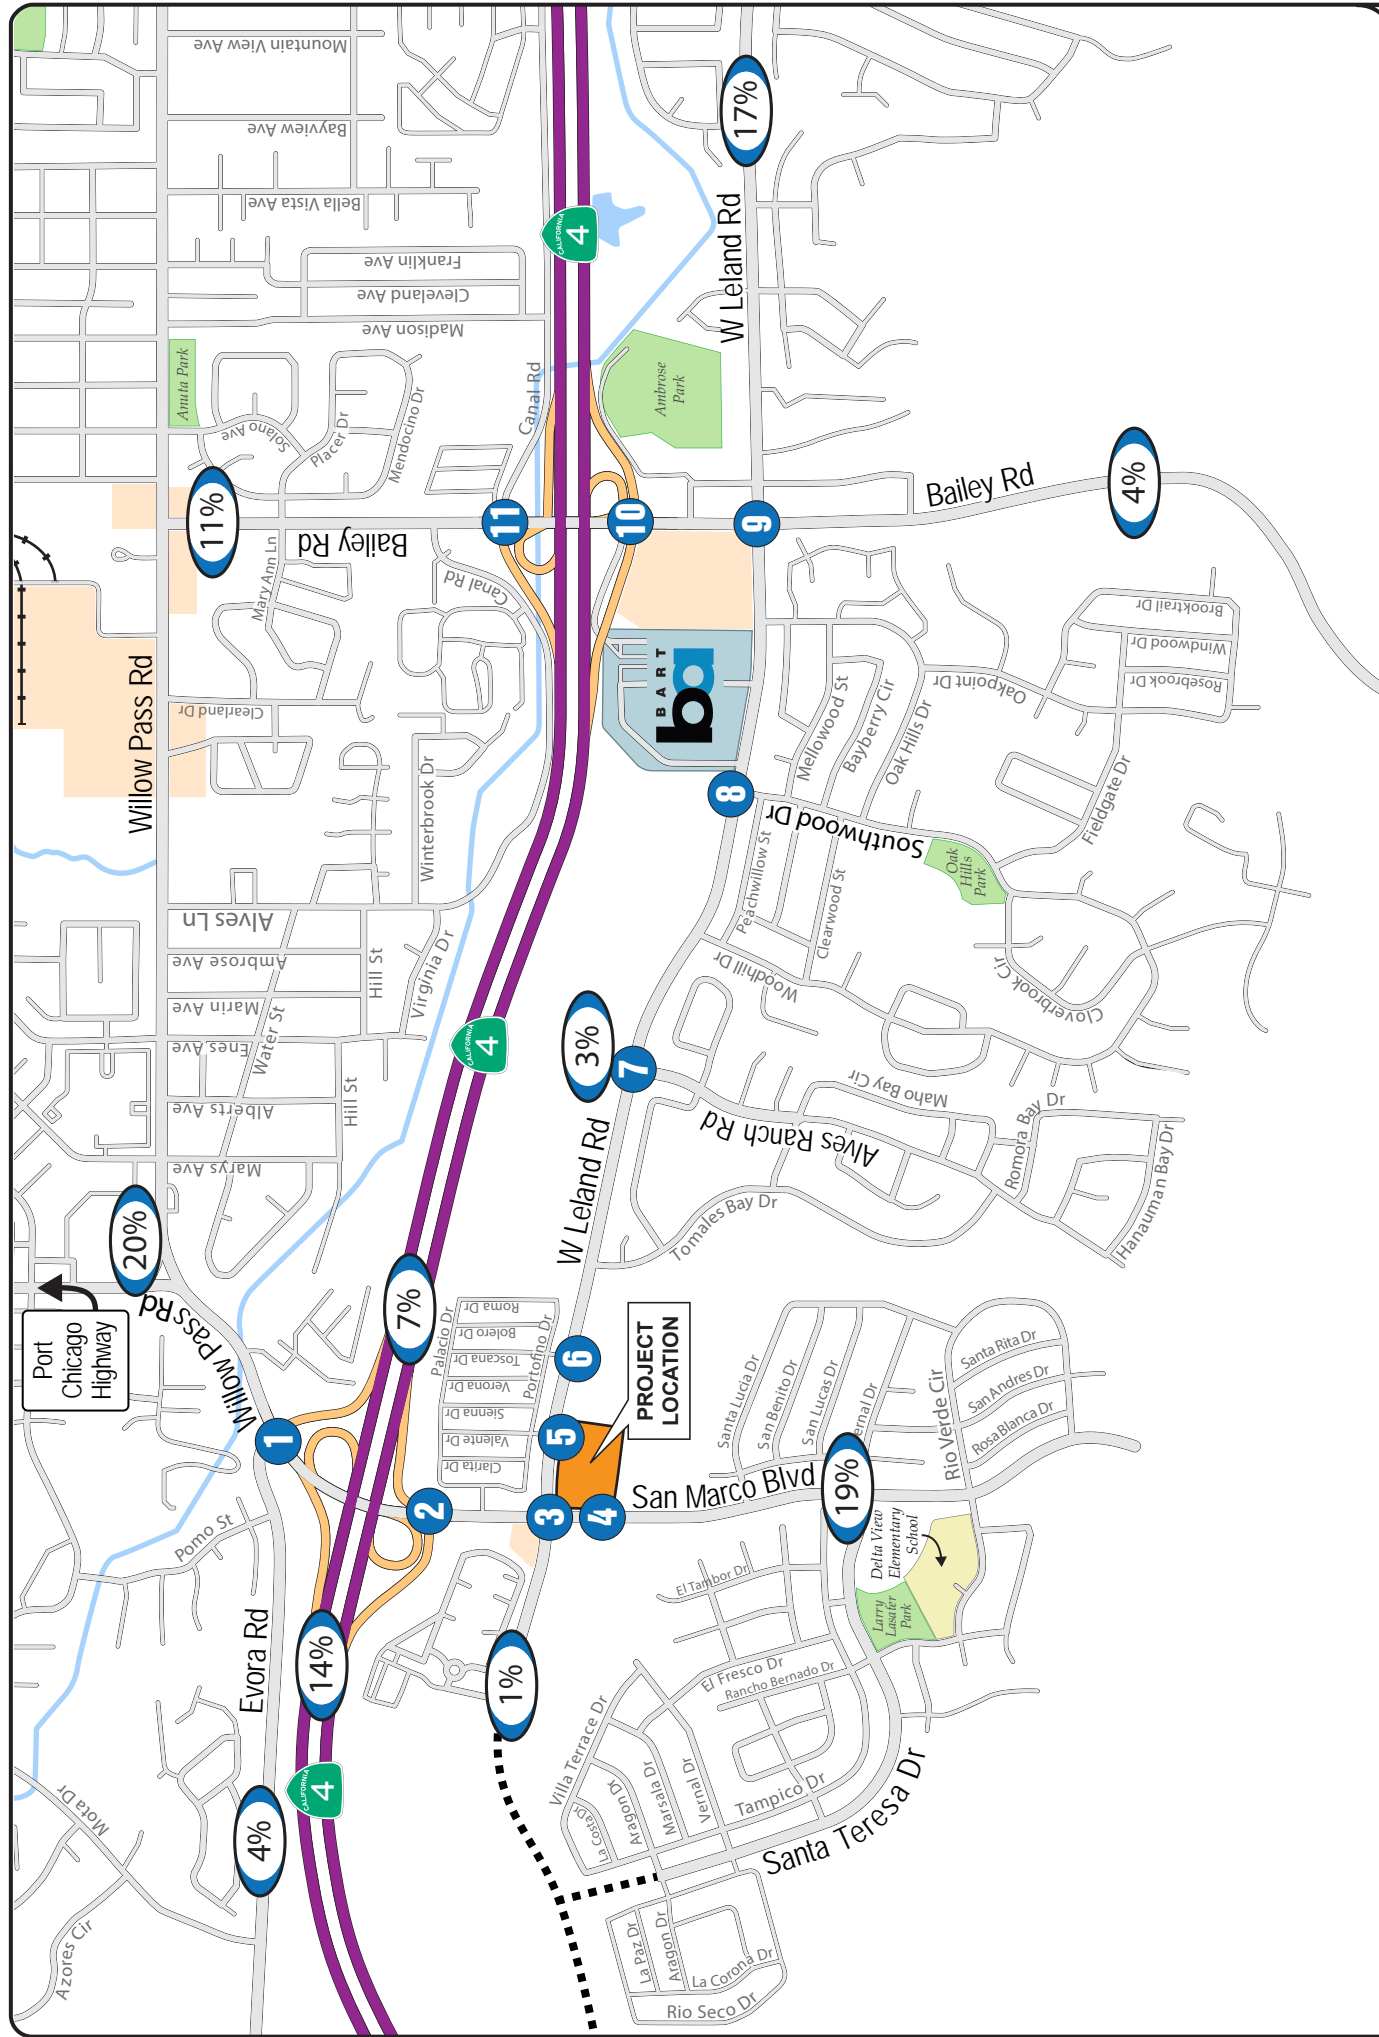 Port
Chicago
Highway
Willow Pass Rd
Willow Pass Rd
Evora Rd
Bailey Rd
Bailey Rd
W Leland Rd
W Leland Rd
San Marco Blvd
Santa Teresa Dr
Alves Ranch Rd
Southwood Dr
Alves Ln
PROJECT
LOCATION
BART
ba
CALIFORNIA
4
CALIFORNIA
4
CALIFORNIA
4
20%
11%
17%
4%
3%
7%
14%
4%
1%
19%
1
2
3
4
5
6
7
8
9
10
11
Mota Dr
Azores Cir
Pomo St
Marys Ave
Alberts Ave
Enes Ave
Marin Ave
Ambrose Ave
Water St
Hill St
Hill St
Virginia Dr
Winterbrook Dr
Clearland Dr
Mary Ann Ln
Canal Rd
Canal Rd
Solano Ave
Placer Dr
Mendocino Dr
Anuta Park
Madison Ave
Cleveland Ave
Franklin Ave
Bella Vista Ave
Bayview Ave
Mountain View Ave
Ambrose
Park
Palacio Dr
Portofino Dr
Clarita Dr
Valente Dr
Sienna Dr
Verona Dr
Toscana Dr
Bolero Dr
Roma Dr
Tomales Bay Dr
Maho Bay Cir
Romora Bay Dr
Hanauman Bay Dr
Woodhill Dr
Peachwillow St
Clearwood St
Mellowood St
Bayberry Cir
Oak Hills Dr
Oakpoint Dr
Brooktrail Dr
Windwood Dr
Rosebrook Dr
Fieldgate Dr
Oak
Hills
Park
Cloverbrook Cir
Santa Lucia Dr
San Benito Dr
San Lucas Dr
ernal Dr
Rio Verde Cir
Santa Rita Dr
San Andres Dr
Rosa Blanca Dr
Delta View
Elementary
School
Larry
Lasater
Park
El Tambor Dr
El Fresco Dr
Rancho Bernado Dr
Villa Terrace Dr
La Costa Dr
Aragon Dr
Marsala Dr
Vernal Dr
Tampico Dr
La Paz Dr
Aragon Dr
La Corona Dr
Rio Seco Dr